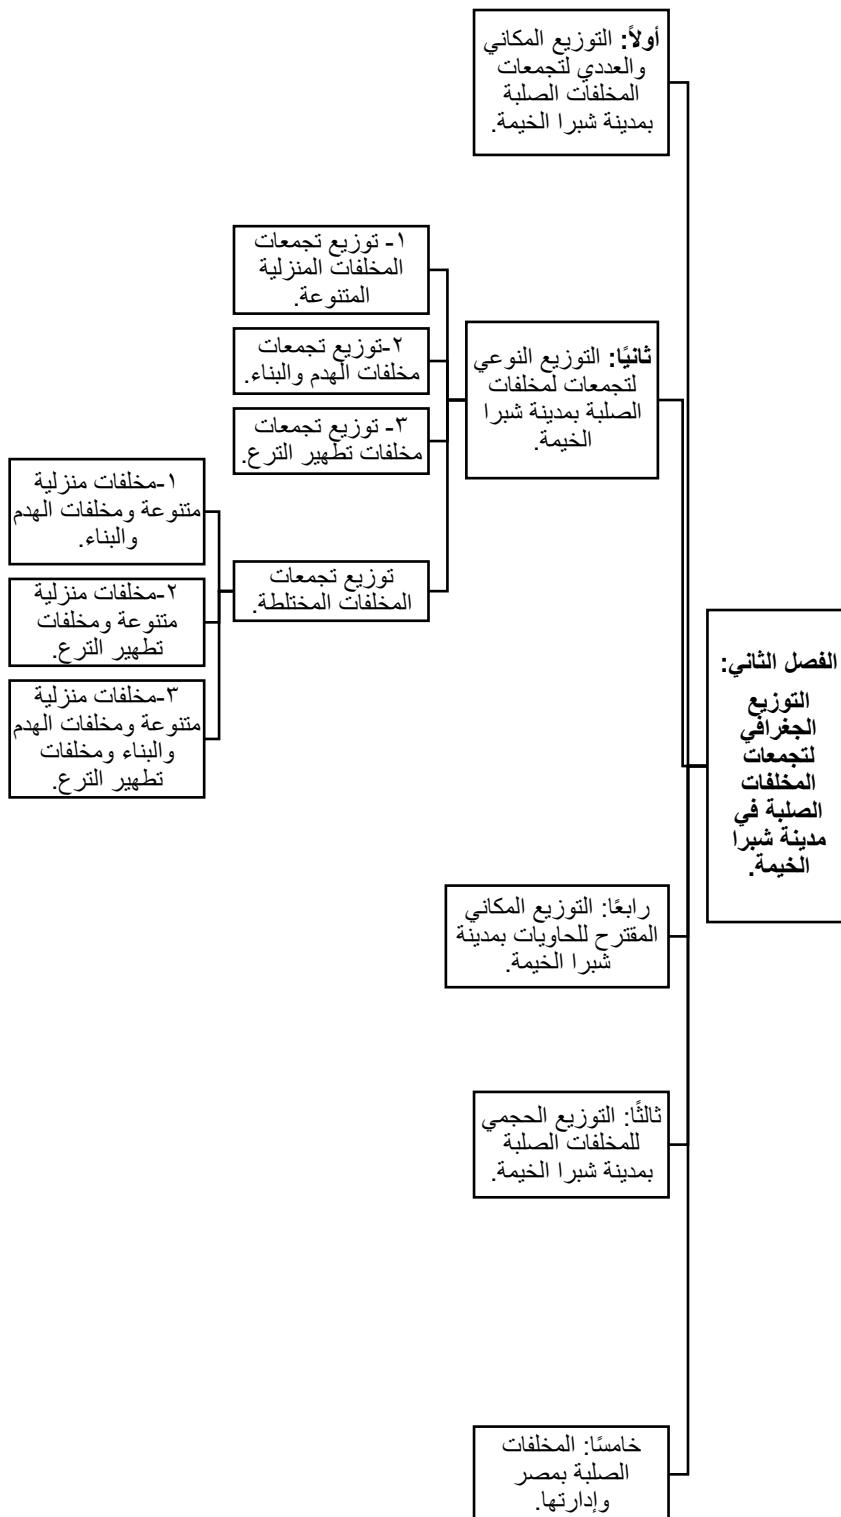 الفصل الثاني:
التوزيع
الجغرافي
لتجمعات
المخلفات
الصلبة في
مدينة شبرا
الخيمة.
أولاً: التوزيع المكاني
والعددي لتجمعات
المخلفات الصلبة
بمدينة شبرا الخيمة.
ثانيًا: التوزيع النوعي
لتجمعات لمخلفات
الصلبة بمدينة شبرا
الخيمة.
١- توزيع تجمعات
المخلفات المنزلية
المتنوعة.
٢-توزيع تجمعات
مخلفات الهدم والبناء.
٣- توزيع تجمعات
مخلفات تطهير الترع.
توزيع تجمعات
المخلفات المختلطة.
١-مخلفات منزلية
متنوعة ومخلفات الهدم
والبناء.
٢-مخلفات منزلية
متنوعة ومخلفات
تطهير الترع.
٣-مخلفات منزلية
متنوعة ومخلفات الهدم
والبناء ومخلفات
تطهير الترع.
رابعًا: التوزيع المكاني
المقترح للحاويات بمدينة
شبرا الخيمة.
ثالثًا: التوزيع الحجمي
للمخلفات الصلبة
بمدينة شبرا الخيمة.
خامسًا: المخلفات
الصلبة بمصر
وإدارتها.